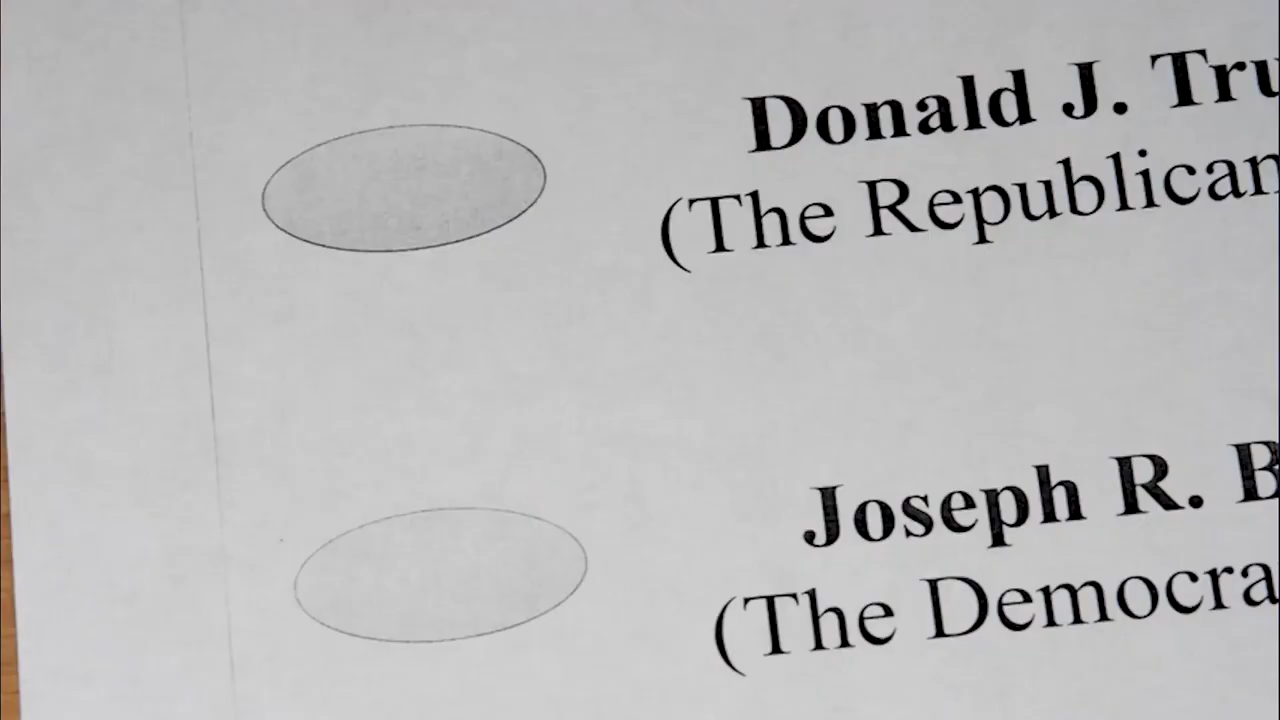 Donald J. Tru
(The Republican
Joseph R. B
(The Democra